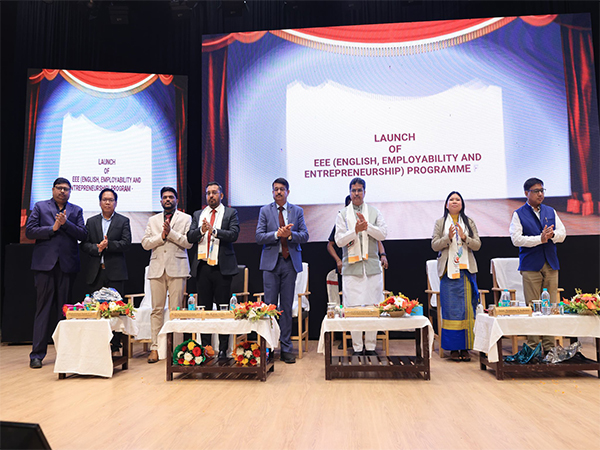 LAUNCH
OF
EEE (ENGLISH, EMPLOYABILITY AND
ENTREPRENEURSHIP) PROGRAM
LAUNCH
OF
EEE (ENGLISH, EMPLOYABILITY AND
ENTREPRENEURSHIP) PROGRAMME